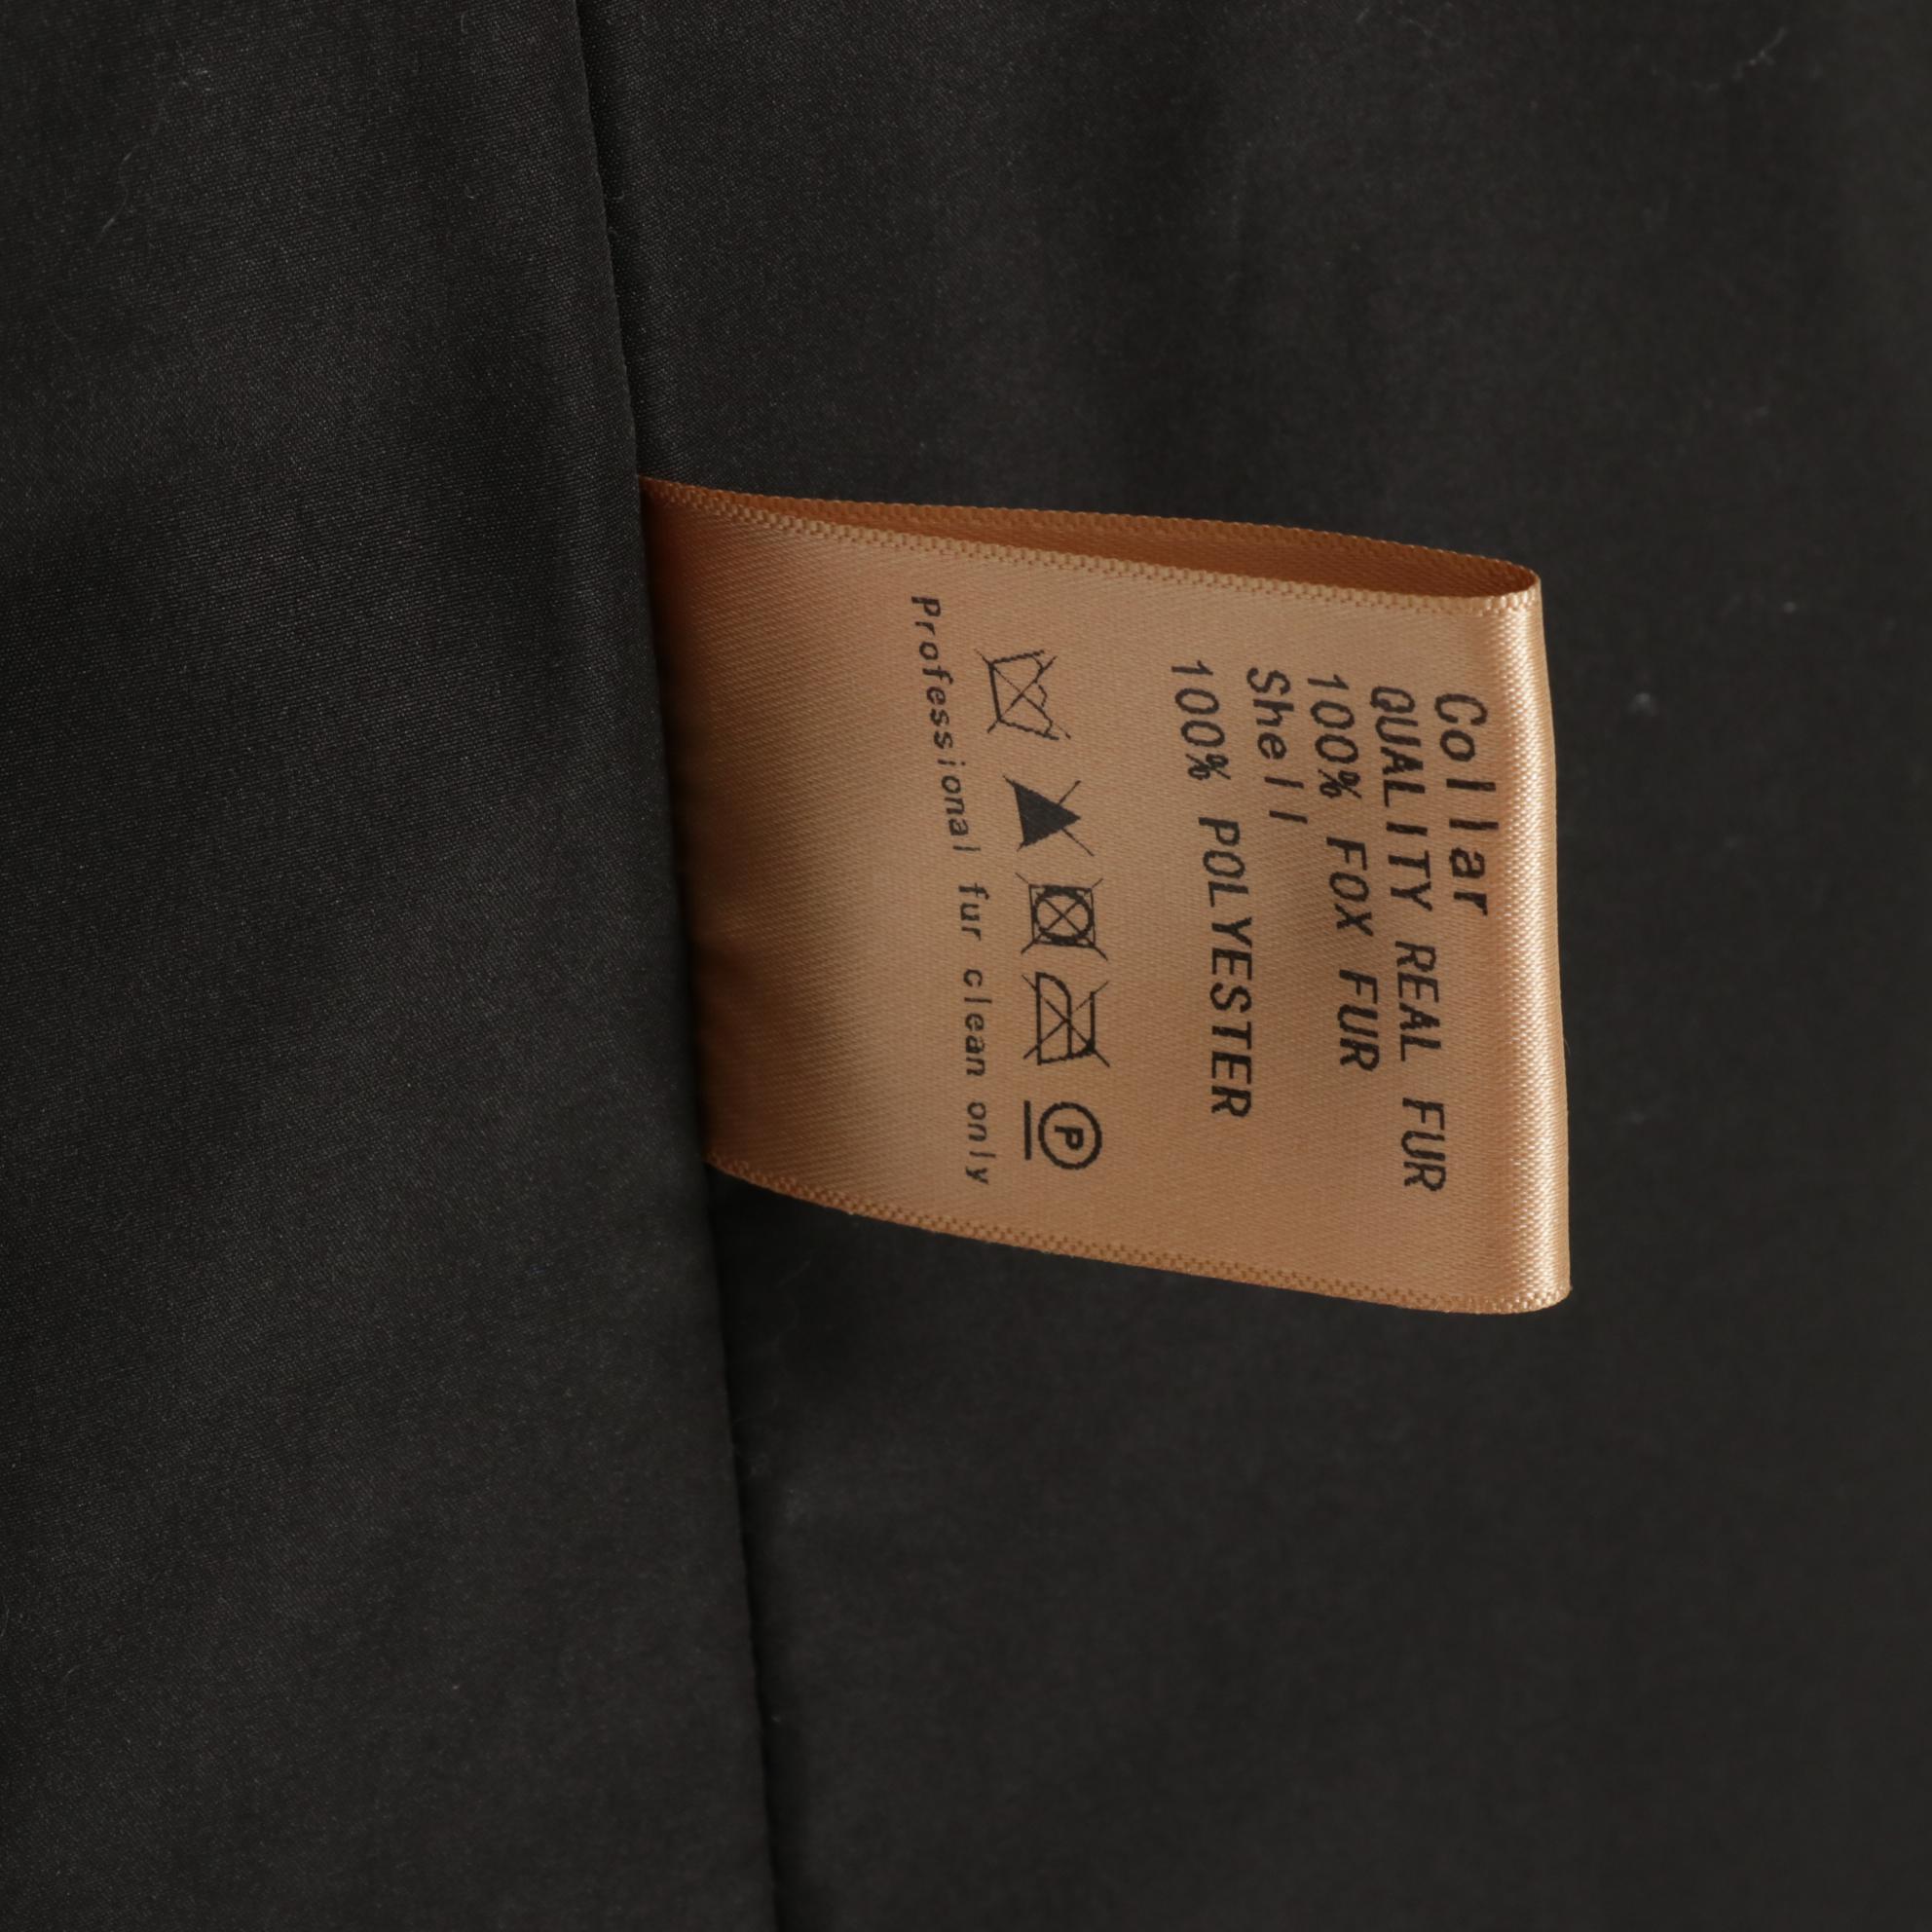 Collar
QUALITY REAL FUR
100% FOX FUR
Shell
100% POLYESTER
P
Professional fur clean only